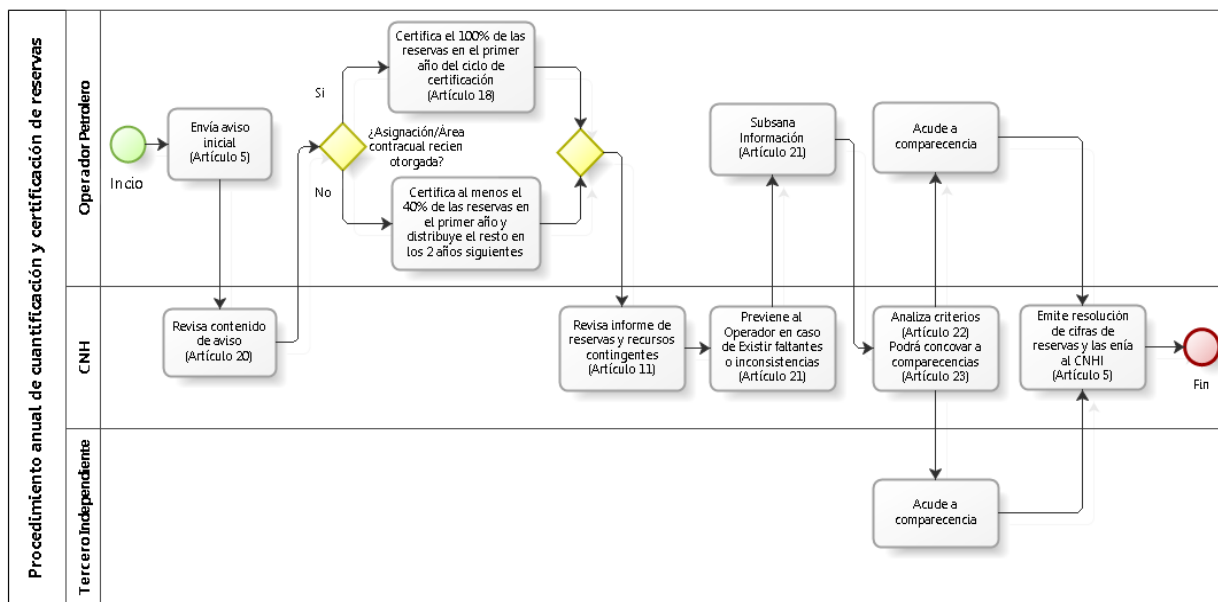 Procedimiento anual de cuantificación y certificación de reservas
Operador Petrolero
Incio
Envía aviso
inicial
(Artículo 5)
Si
No
¿Asignación/Área
contractual recien
otorgada?
Certifica el 100% de las
reservas en el primer
año del ciclo de
certificación
(Artículo 18)
Certifica al menos el
40% de las reservas en
el primer año y
distribuye el resto en
los 2 años siguientes
Subsana
Información
(Artículo 21)
Acude a
comparecencia
CNH
Revisa contenido
de aviso
(Artículo 20)
Revisa informe de
reservas y recursos
contingentes
(Artículo 11)
Previene al
Operador en caso
de Existir faltantes
o inconsistencias
(Artículo 21)
Analiza criterios
(Artículo 22)
Podrá concovar a
comparecencias
(Artículo 23)
Emite resolución
de cifras de
reservas y las enía
al CNHI
(Artículo 5)
Fin
Tercero Independiente
Acude a
comparecencia